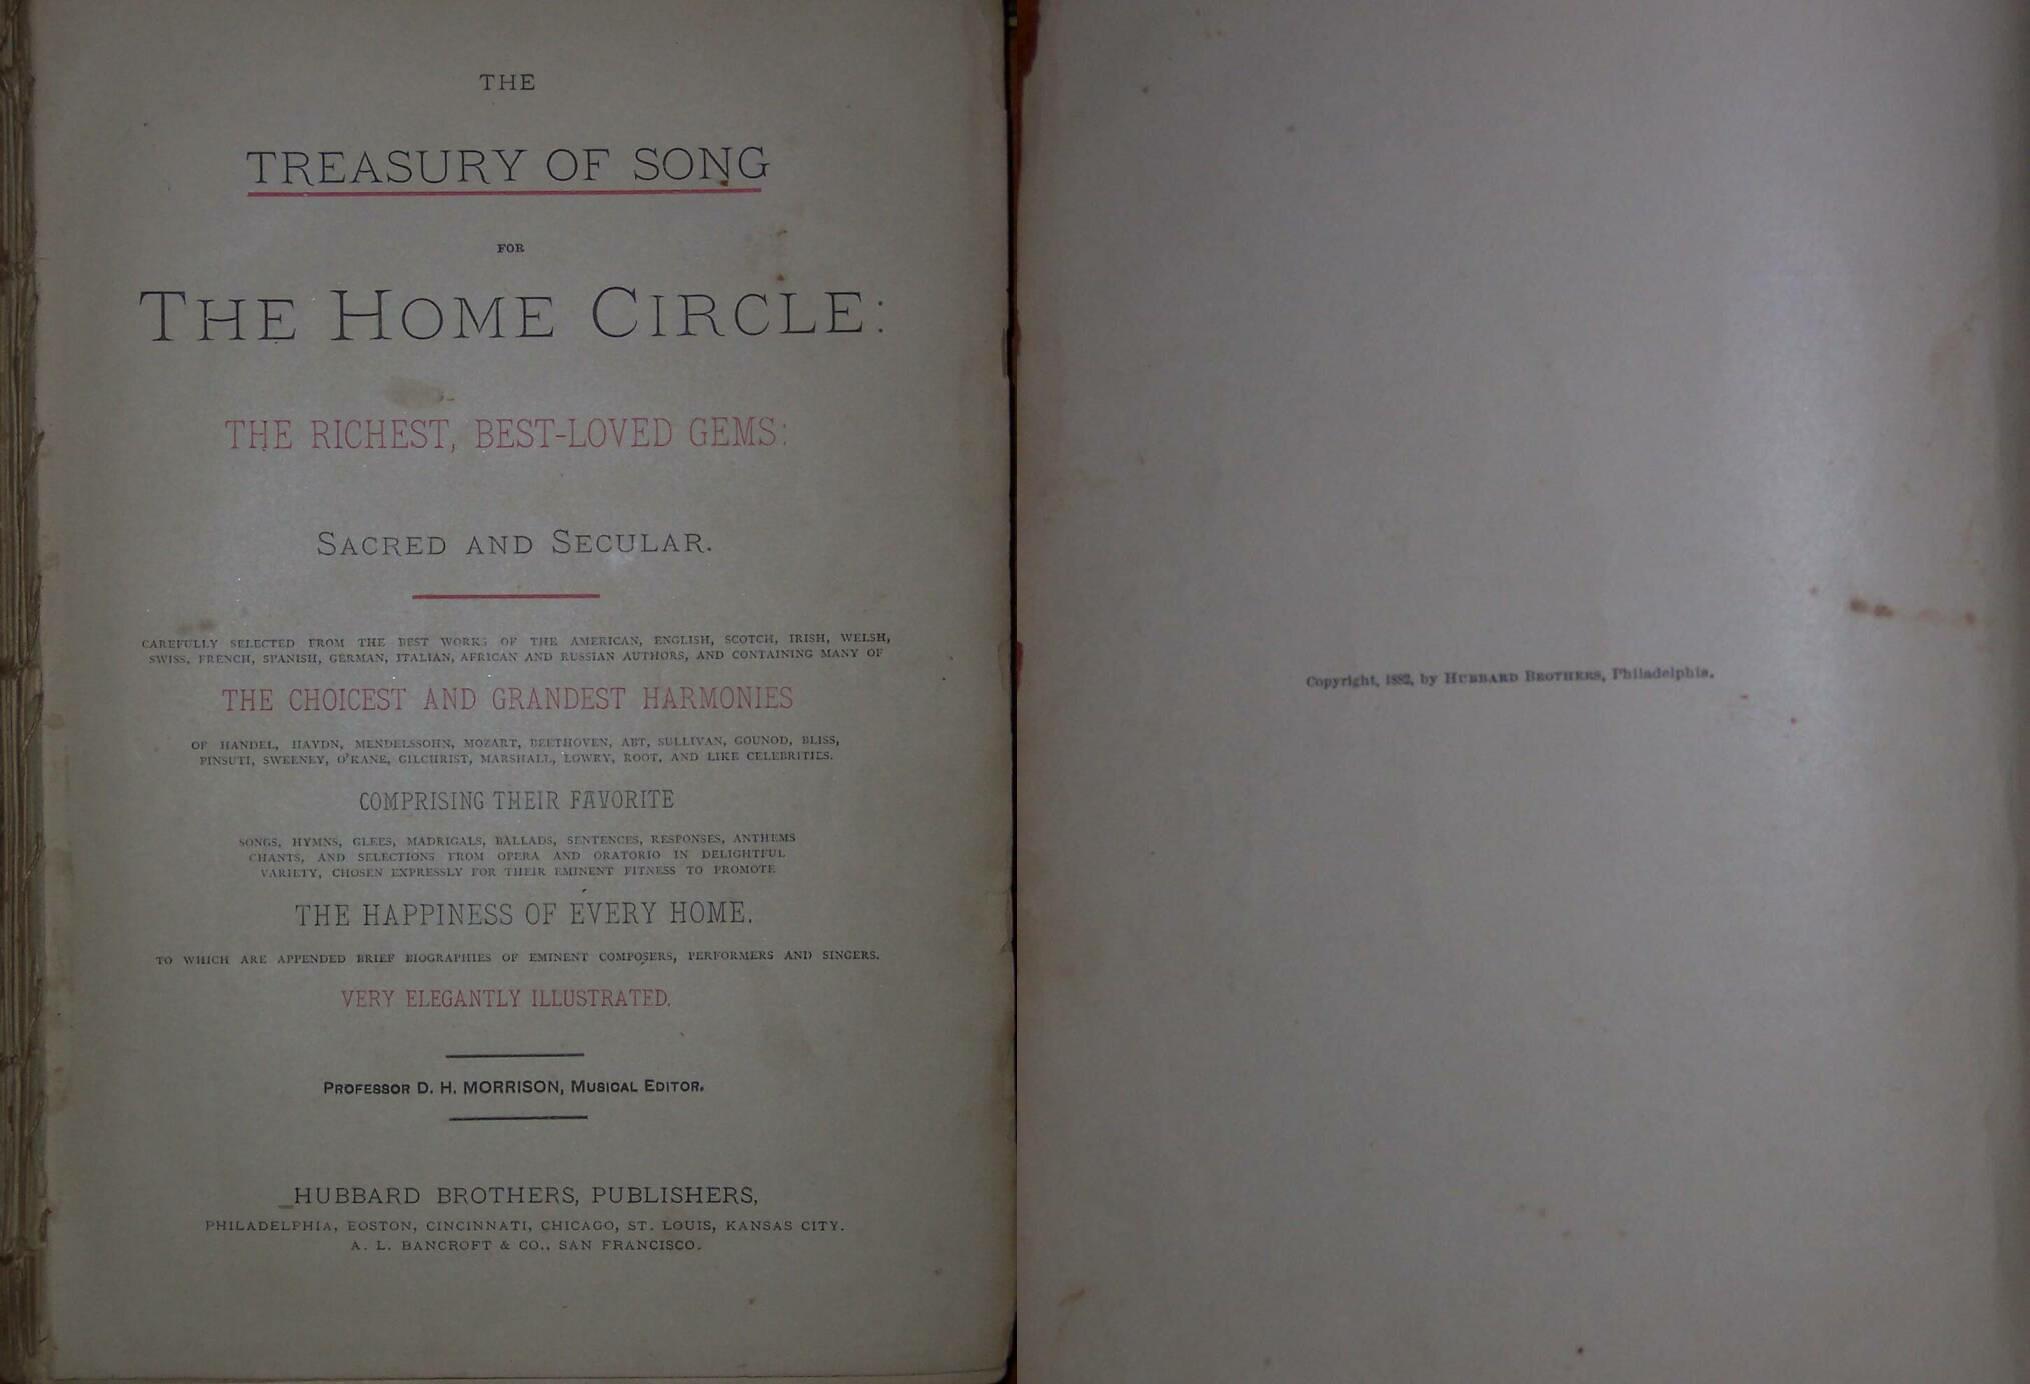 THE
TREASURY OF SONG
FOR
THE HOME CIRCLE:
THE RICHEST, BEST-LOVED GEMS:
SACRED AND SECULAR.
CAREFULLY SELECTED FROM THE BEST WORKS OF THE AMERICAN, ENGLISH, SCOTCH, IRISH, WELSH,
SWISS, FRENCH, SPANISH, GERMAN, ITALIAN, AFRICAN AND RUSSIAN AUTHORS, AND CONTAINING MANY OF
THE CHOICEST AND GRANDEST HARMONIES
OF HANDEL, HAYDN, MENDELSSOHN, MOZART, BEETHOVEN, ABT, SULLIVAN, GOUNOD, BLISS,
PINSUTI, SWEENEY, O'KANE, GILCHRIST, MARSHALL, LOWRY, ROOT, AND LIKE CELEBRITIES.
COMPRISING THEIR FAVORITE
SONGS, HYMNS, GLEES, MADRIGALS, BALLADS, SENTENCES, RESPONSES, ANTHEMS
CHANTS, AND SELECTIONS FROM OPERA AND ORATORIO IN DELIGHTFUL
VARIETY, CHOSEN EXPRESSLY FOR THEIR EMINENT FITNESS TO PROMOTE
THE HAPPINESS OF EVERY HOME.
TO WHICH ARE APPENDED BRIEF BIOGRAPHIES OF EMINENT COMPOSERS, PERFORMERS AND SINGERS.
VERY ELEGANTLY ILLUSTRATED.
PROFESSOR D. H. MORRISON, MUSICAL EDITOR.
HUBBARD BROTHERS, PUBLISHERS,
PHILADELPHIA, BOSTON, CINCINNATI, CHICAGO, ST. LOUIS, KANSAS CITY.
A. L. BANCROFT & CO., SAN FRANCISCO.
Copyright, 1882, by HUBBARD BROTHERS, Philadelphia.